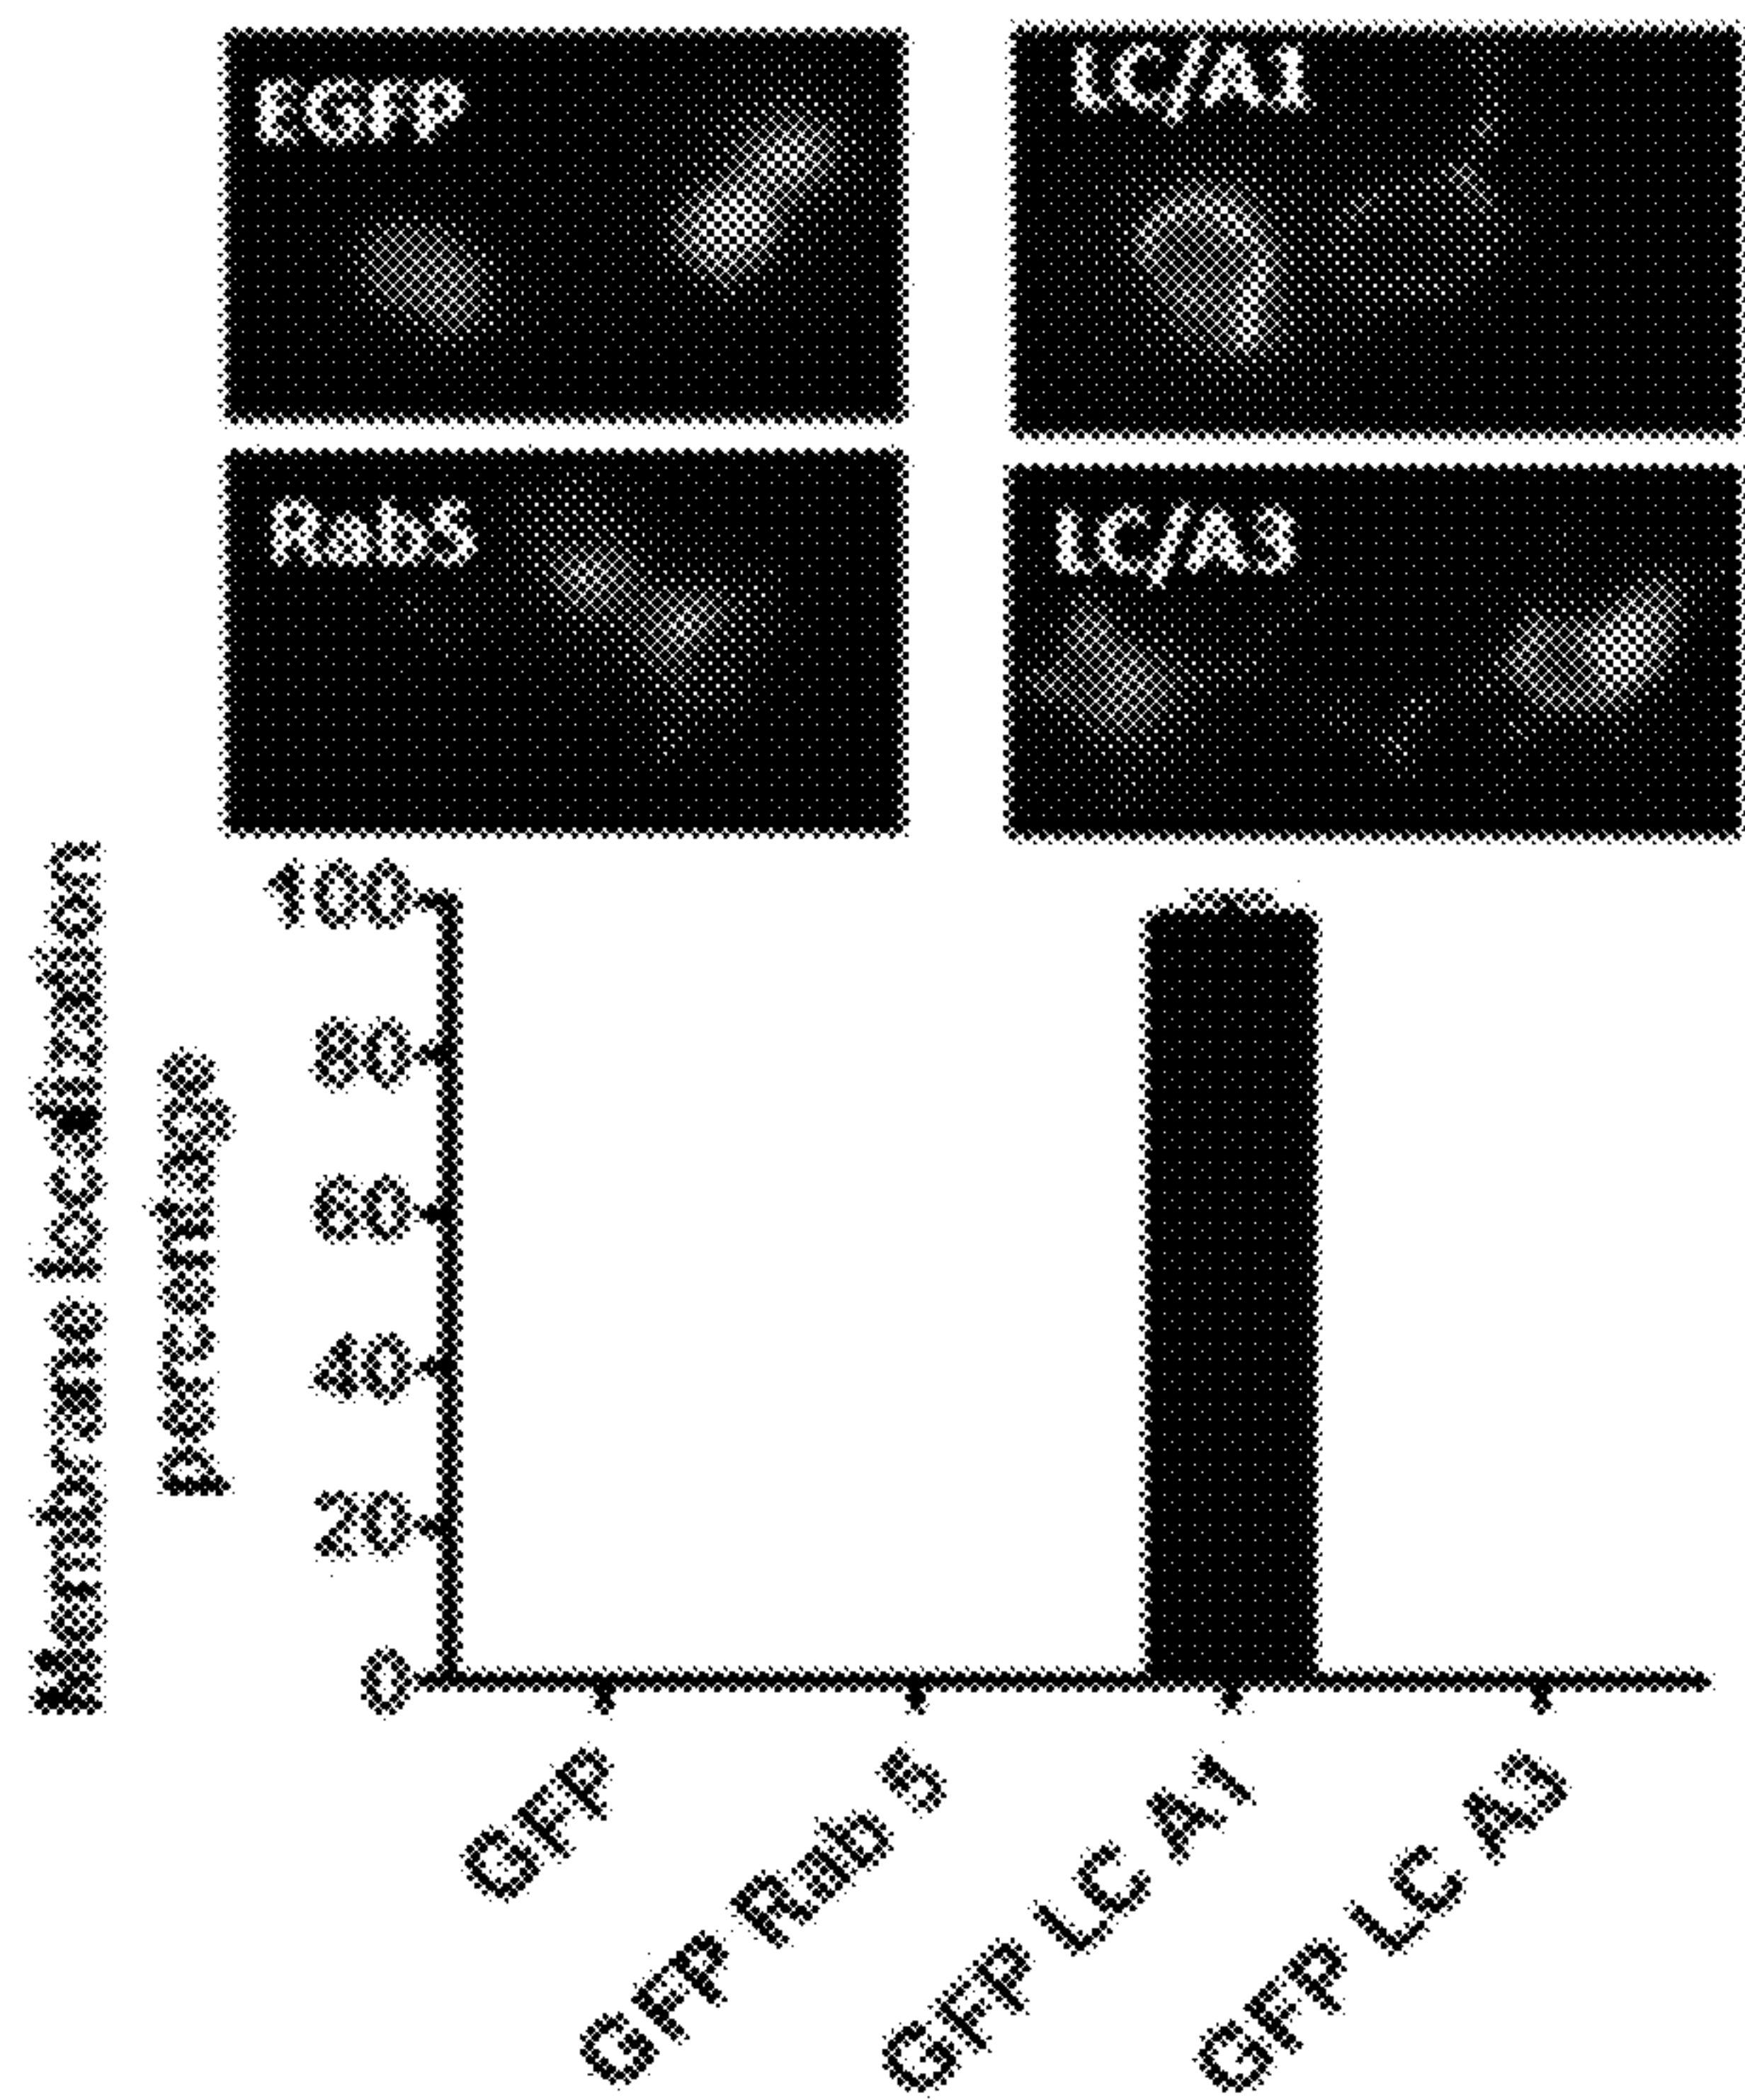 EGFP
LC/A1
Rab5
LC/A3
Membrane localization
percentage
100
80
60
40
20
0
GFP
GFP Rab 5
GFP LC A1
GFP LC A3